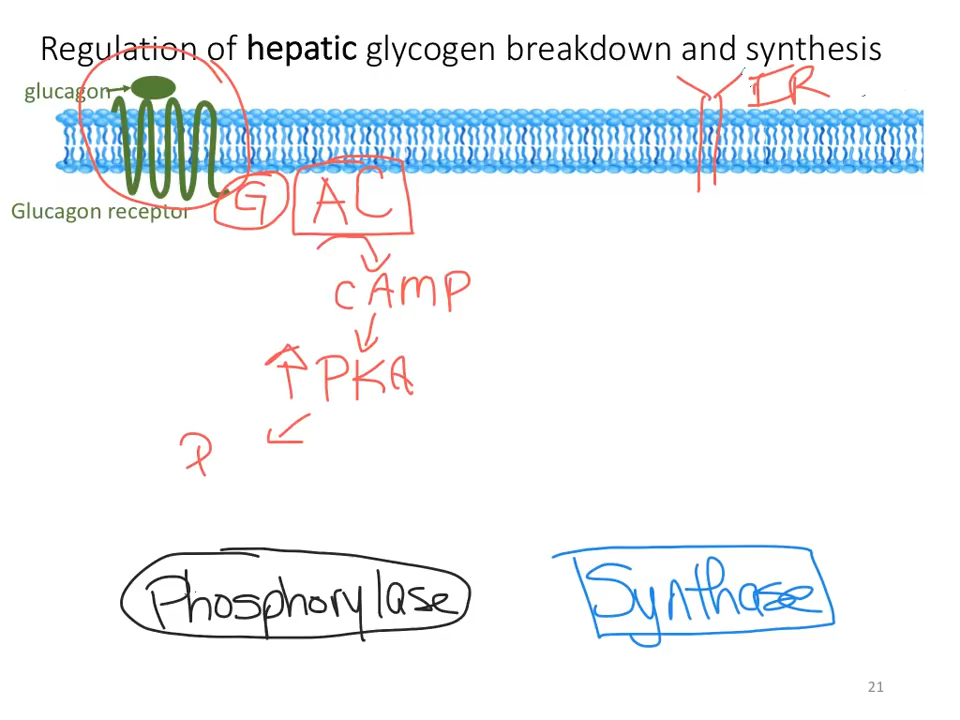 Regulation of hepatic glycogen breakdown and synthesis
glucagon
IR
Glucagon receptor
G
AC
cAMP
↑ PKA
P
Phosphorylase
Synthase
21